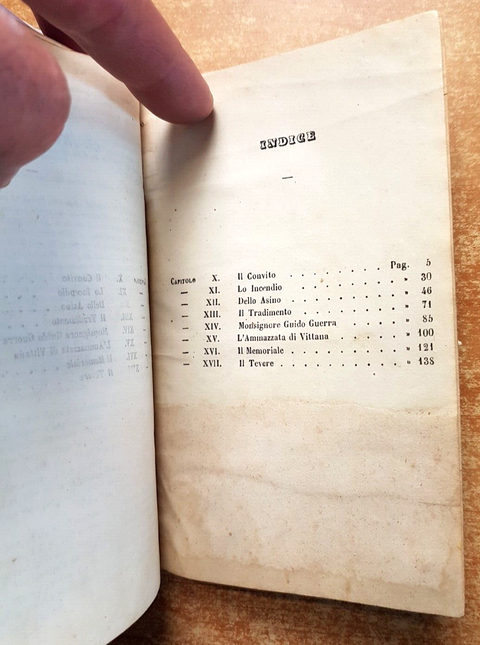 INDICE
Capitolo X. Il Convito . . . . . . . . . Pag. 5
— XI. Lo Incendio . . . . . . . . . » 30
— XII. Dello Asino . . . . . . . . . » 46
— XIII. Il Tradimento . . . . . . . . . » 71
— XIV. Monsignore Guido Guerra . . . . . . » 85
— XV. L'Ammazzata di Vittana . . . . . . » 100
— XVI. Il Memoriale . . . . . . . . . » 121
— XVII. Il Tevere . . . . . . . . . . » 138